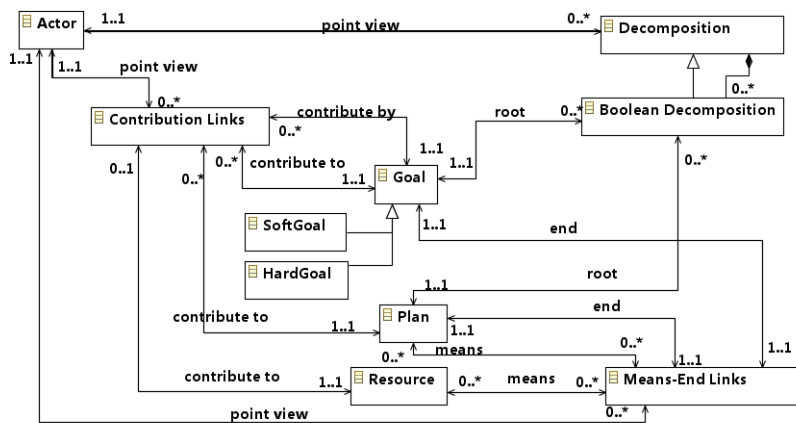 Actor
1..1
point view
0..*
Decomposition
1..1
1..1
point view
0..*
0..*
Contribution Links
contribute by
0..*
root
0..*
Boolean Decomposition
0..1
0..*
0..*
contribute to
1..1
1..1
1..1
0..*
Goal
SoftGoal
1..1
end
HardGoal
root
1..1
end
contribute to
1..1
Plan
1..1
0..*
means
0..*
1..1
1..1
contribute to
1..1
Resource
0..*
means
0..*
Means-End Links
point view
0..*